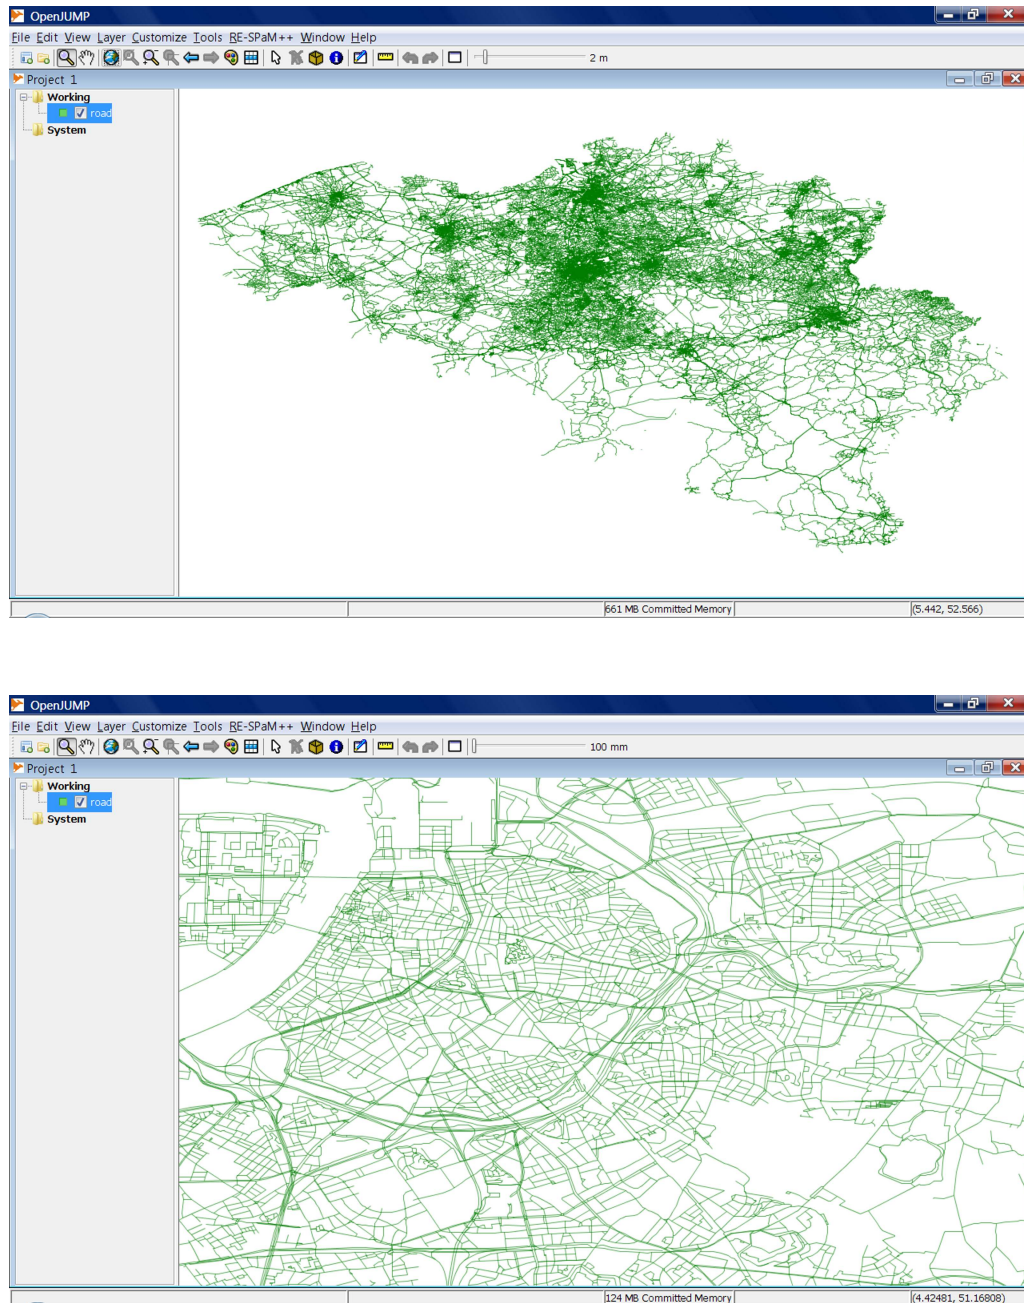 OpenJUMP
File Edit View Layer Customize Tools RE-SPaM++ Window Help
2 m
Project 1
Working
road
System
661 MB Committed Memory
(5.442, 52.566)
OpenJUMP
File Edit View Layer Customize Tools RE-SPaM++ Window Help
100 mm
Project 1
Working
road
System
124 MB Committed Memory
(4.42481, 51.16808)